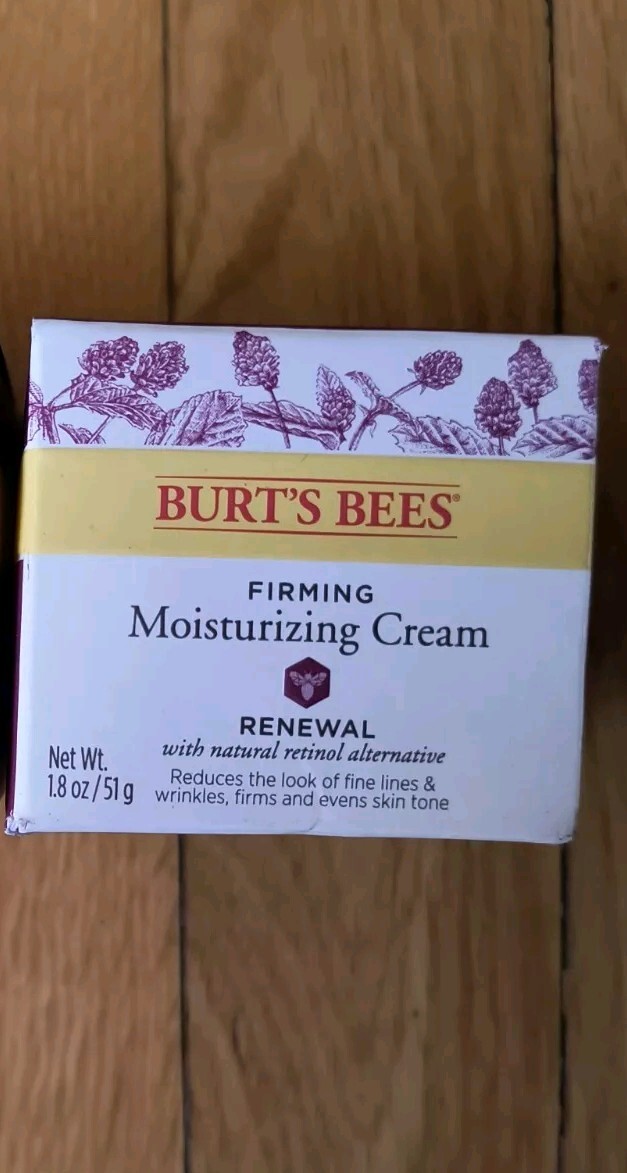 BURT'S BEES®
FIRMING
Moisturizing Cream
RENEWAL
with natural retinol alternative
Net Wt.
1.8 oz/51 g
Reduces the look of fine lines &
wrinkles, firms and evens skin tone